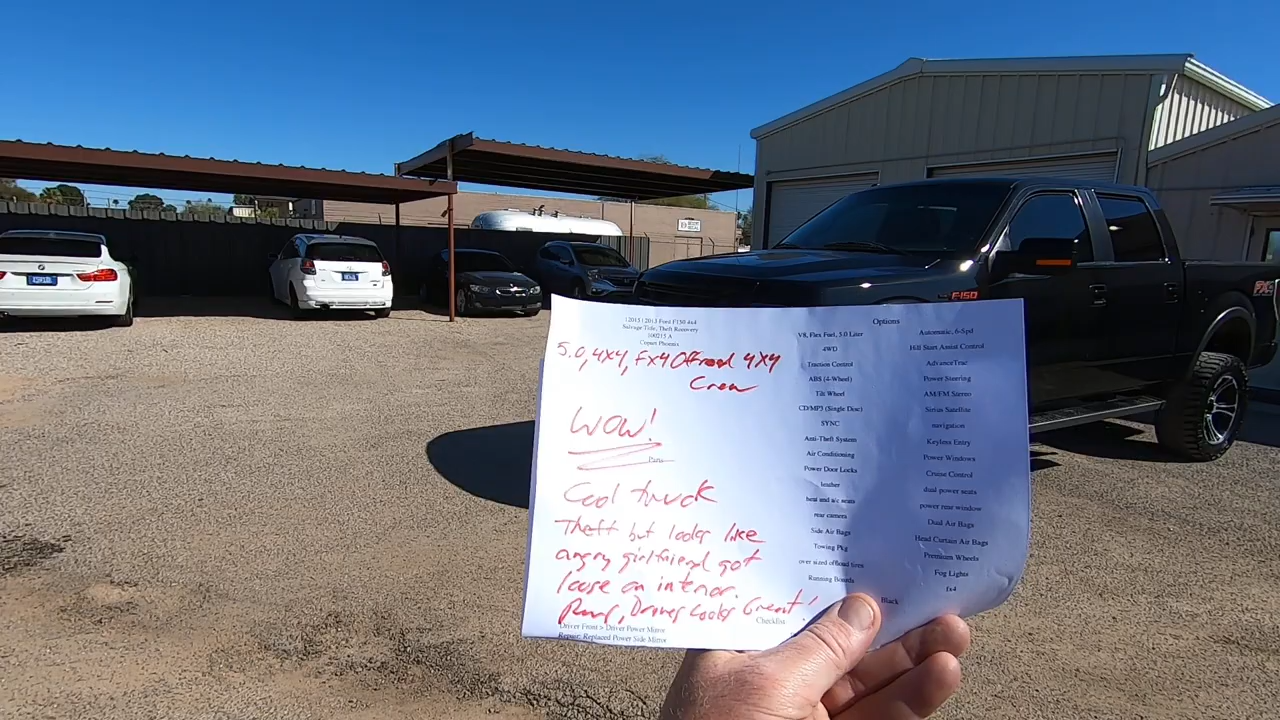 12015 | 2013 Ford F150 4x4
Salvage Title, Theft Recovery
100215 A
Copart Phoenix
5.0, 4X4, FX4 Offroad 4X4
Crew
WOW!
Parts
Cool truck
Theft but looks like
angry girlfriend got
loose on interior.
Runs, Drives Looks Great!
Driver Front > Driver Power Mirror
Repair: Replaced Power Side Mirror
Checklist
Options
V8, Flex Fuel, 5.0 Liter
4WD
Traction Control
ABS (4-Wheel)
Tilt Wheel
CD/MP3 (Single Disc)
SYNC
Anti-Theft System
Air Conditioning
Power Door Locks
leather
heat and a/c seats
rear camera
Side Air Bags
Towing Pkg
over sized offroad tires
Running Boards
Black
Automatic, 6-Spd
Hill Start Assist Control
AdvanceTrac
Power Steering
AM/FM Stereo
Sirius Satellite
navigation
Keyless Entry
Power Windows
Cruise Control
dual power seats
power rear window
Dual Air Bags
Head Curtain Air Bags
Premium Wheels
Fog Lights
fx4
F-150